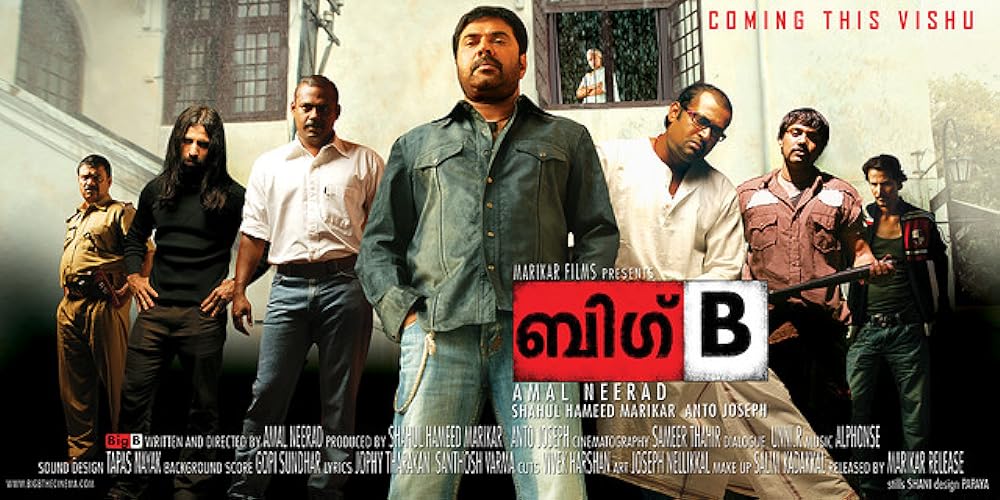 COMING THIS VISHU
MARIKAR FILMS PRESENTS
ബിഗ് B
AMAL NEERAD
SHAHUL HAMEED MARIKAR ANTO JOSEPH
Big B WRITTEN AND DIRECTED BY AMAL NEERAD PRODUCED BY SHAHUL HAMEED MARIKAR ANTO JOSEPH CINEMATOGRAPHY SAMEER THAHIR DIALOGUE UNNI.R MUSIC ALPHONSE
SOUND DESIGN TAPAS NAYAK BACKGROUND SCORE GOPI SUNDHAR LYRICS JOPHY THARAKAN SANTHOSH VARMA CUTS VIVEK HARSHAN ART JOSEPH NELLIKKAL MAKE UP SALINI KADAKKAL RELEASED BY MARIKAR RELEASE
WWW.BIGBTHECINEMA.COM
stills SHANI design PAPAYA